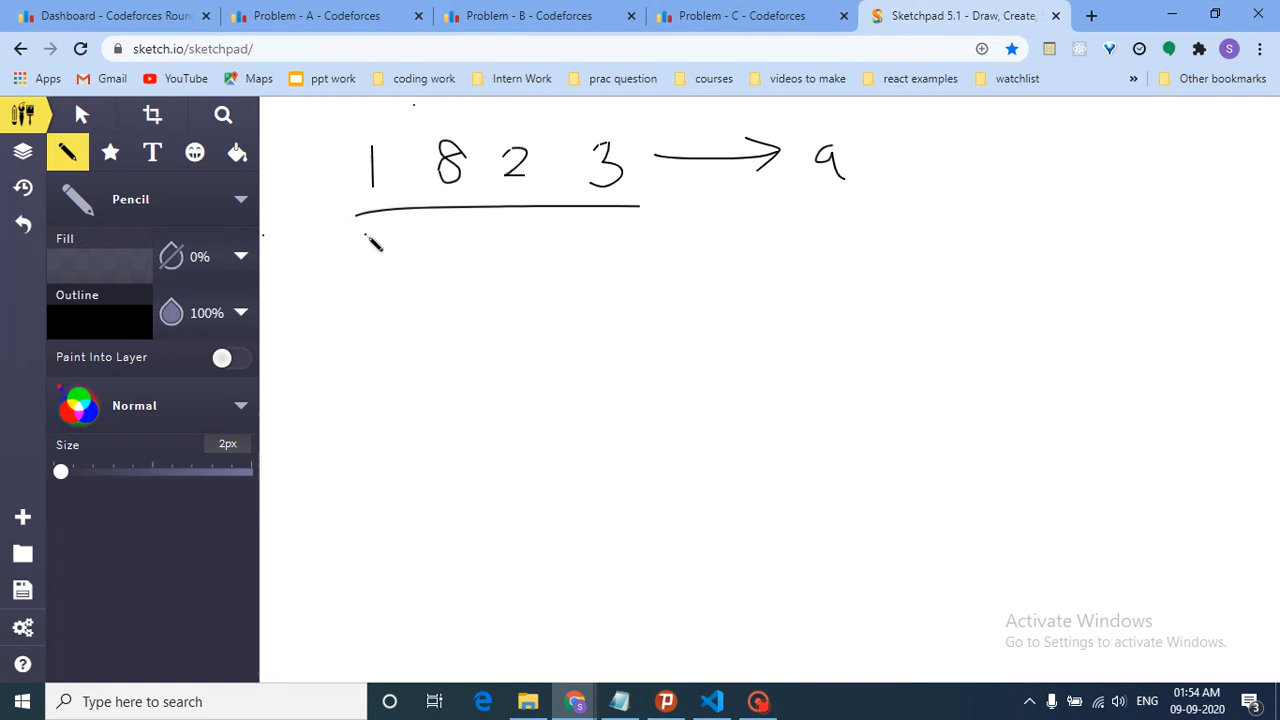 Dashboard - Codeforces Roun
Problem - A - Codeforces
Problem - B - Codeforces
Problem - C - Codeforces
Sketchpad 5.1 - Draw, Create,
sketch.io/sketchpad/
S
Apps
Gmail
YouTube
Maps
ppt work
coding work
Intern Work
prac question
courses
videos to make
react examples
watchlist
»
Other bookmarks
1 8 2 3 → a
Pencil
Fill
0%
Outline
100%
Paint Into Layer
Normal
Size
2px
Activate Windows
Go to Settings to activate Windows.
Type here to search
ENG
01:54 AM
09-09-2020
3